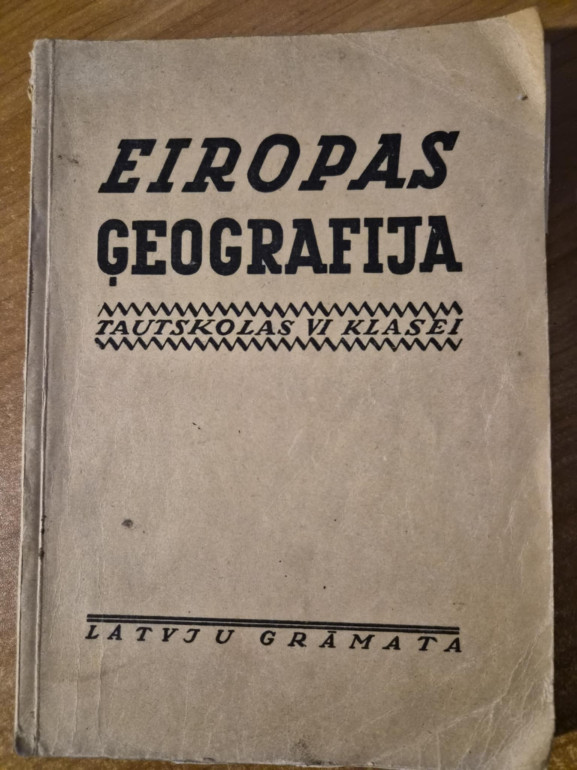 EIROPAS
ĢEOGRAFIJA
TAUTSKOLAS VI KLASEI
LATVJU GRĀMATA